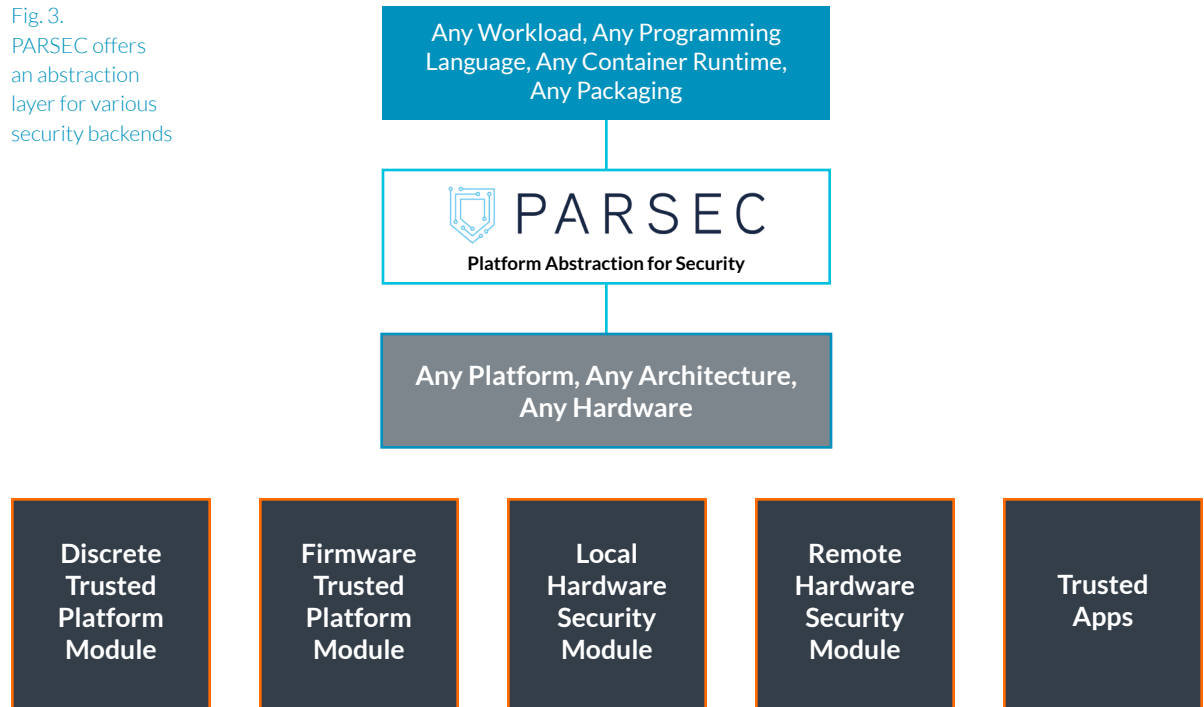 Fig. 3.
PARSEC offers
an abstraction
layer for various
security backends
Any Workload, Any Programming
Language, Any Container Runtime,
Any Packaging
PARSEC
Platform Abstraction for Security
Any Platform, Any Architecture,
Any Hardware
Discrete
Trusted
Platform
Module
Firmware
Trusted
Platform
Module
Local
Hardware
Security
Module
Remote
Hardware
Security
Module
Trusted
Apps